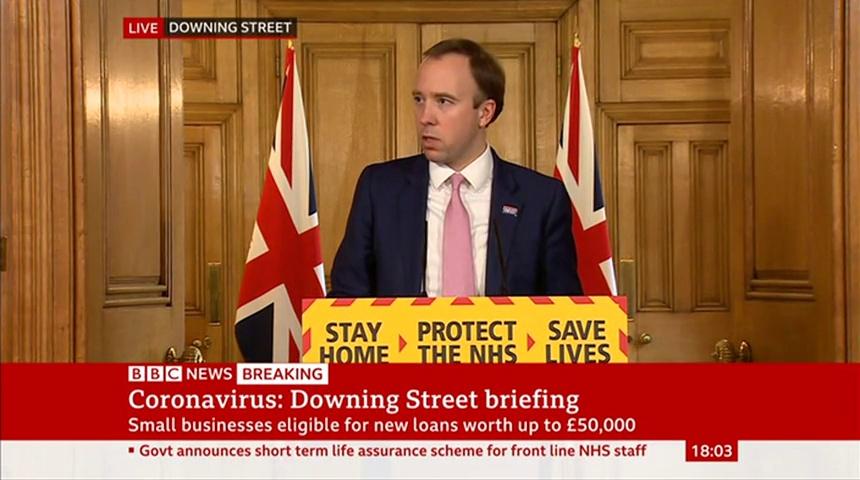 LIVE DOWNING STREET
STAY HOME
PROTECT THE NHS
SAVE LIVES
BBC NEWS BREAKING
Coronavirus: Downing Street briefing
Small businesses eligible for new loans worth up to £50,000
Govt announces short term life assurance scheme for front line NHS staff
18:03